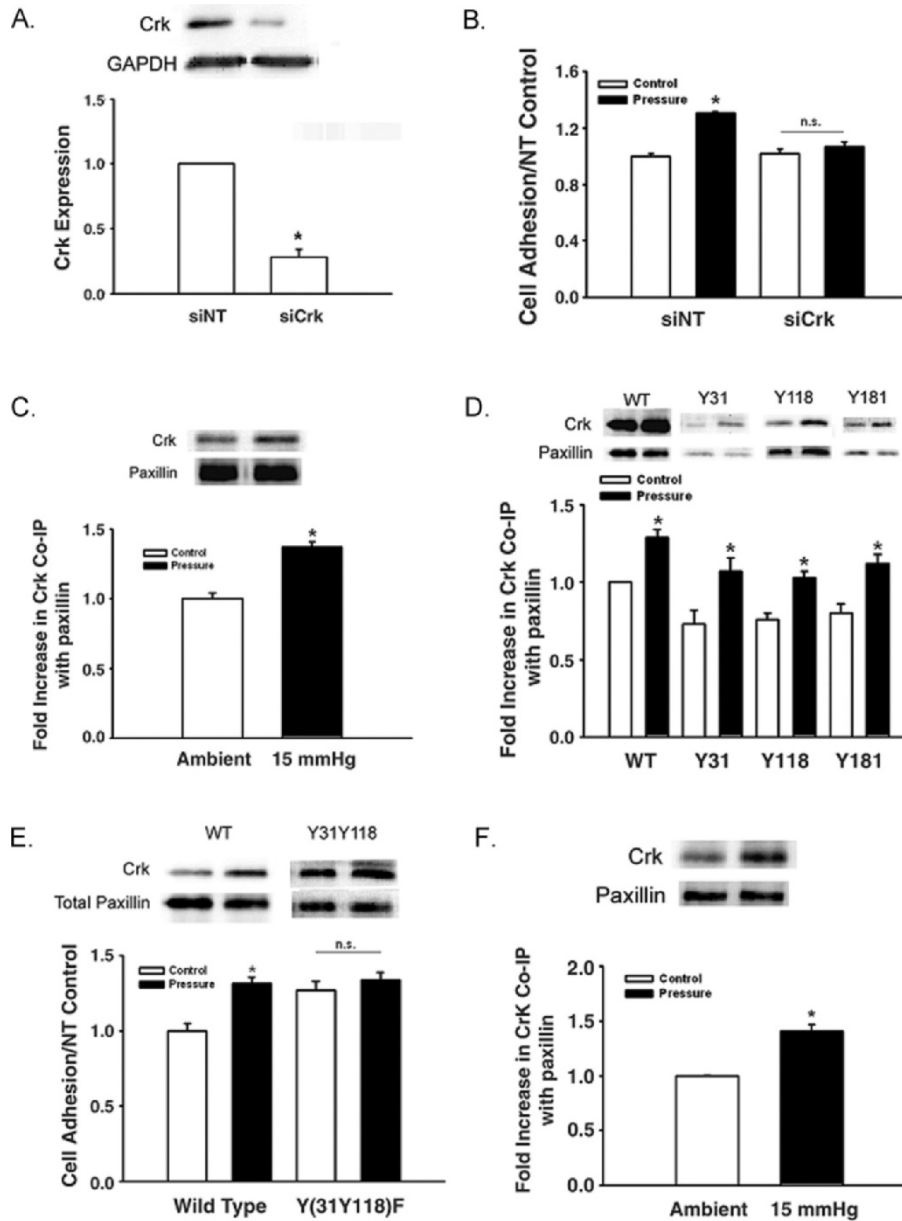 A.
Crk
GAPDH
Crk Expression
1.5
1.0
0.5
0.0
*
siNT siCrk
B.
Cell Adhesion/NT Control
1.6
1.2
0.8
0.4
0.0
Control
Pressure
*
n.s.
siNT siCrk
C.
Crk
Paxillin
Fold Increase in Crk Co-IP
with paxillin
1.5
1.0
0.5
0.0
Control
Pressure
*
Ambient 15 mmHg
D.
WT Y31 Y118 Y181
Crk
Paxillin
Control
Pressure
Fold Increase in Crk Co-IP
with paxillin
1.5
1.0
0.5
0.0
* * * *
WT Y31 Y118 Y181
E.
WT Y31Y118
Crk
Total Paxillin
Cell Adhesion/NT Control
1.5
1.0
0.5
0.0
Control
Pressure
*
n.s.
Wild Type Y(31Y118)F
F.
Crk
Paxillin
Fold Increase in CrK Co-IP
with paxillin
2.0
1.5
1.0
0.5
0.0
Control
Pressure
*
Ambient 15 mmHg